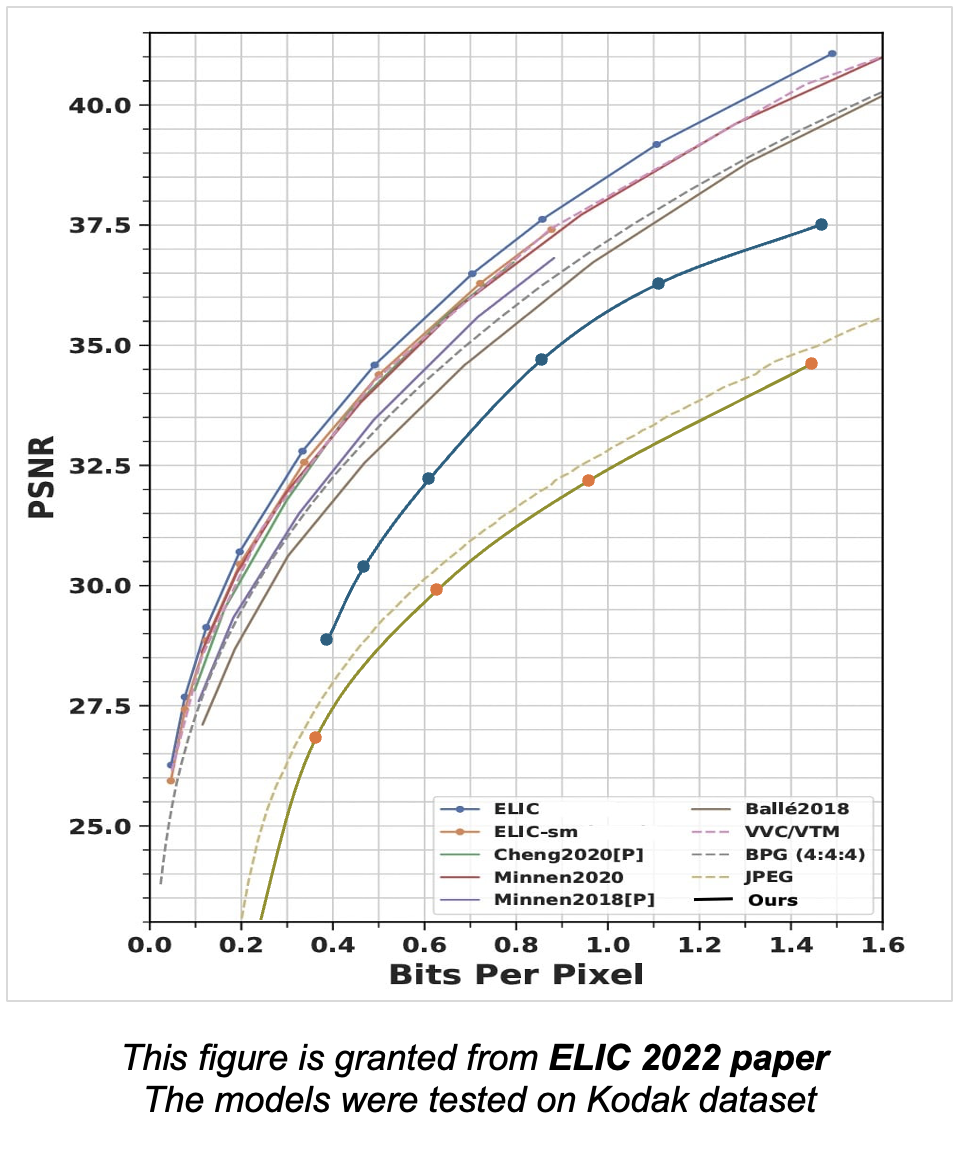 40.0
37.5
35.0
32.5
30.0
27.5
25.0
PSNR
0.0 0.2 0.4 0.6 0.8 1.0 1.2 1.4 1.6
Bits Per Pixel
ELIC
ELIC-sm
Cheng2020[P]
Minnen2020
Minnen2018[P]
Ballé2018
VVC/VTM
BPG (4:4:4)
JPEG
Ours
This figure is granted from ELIC 2022 paper
The models were tested on Kodak dataset